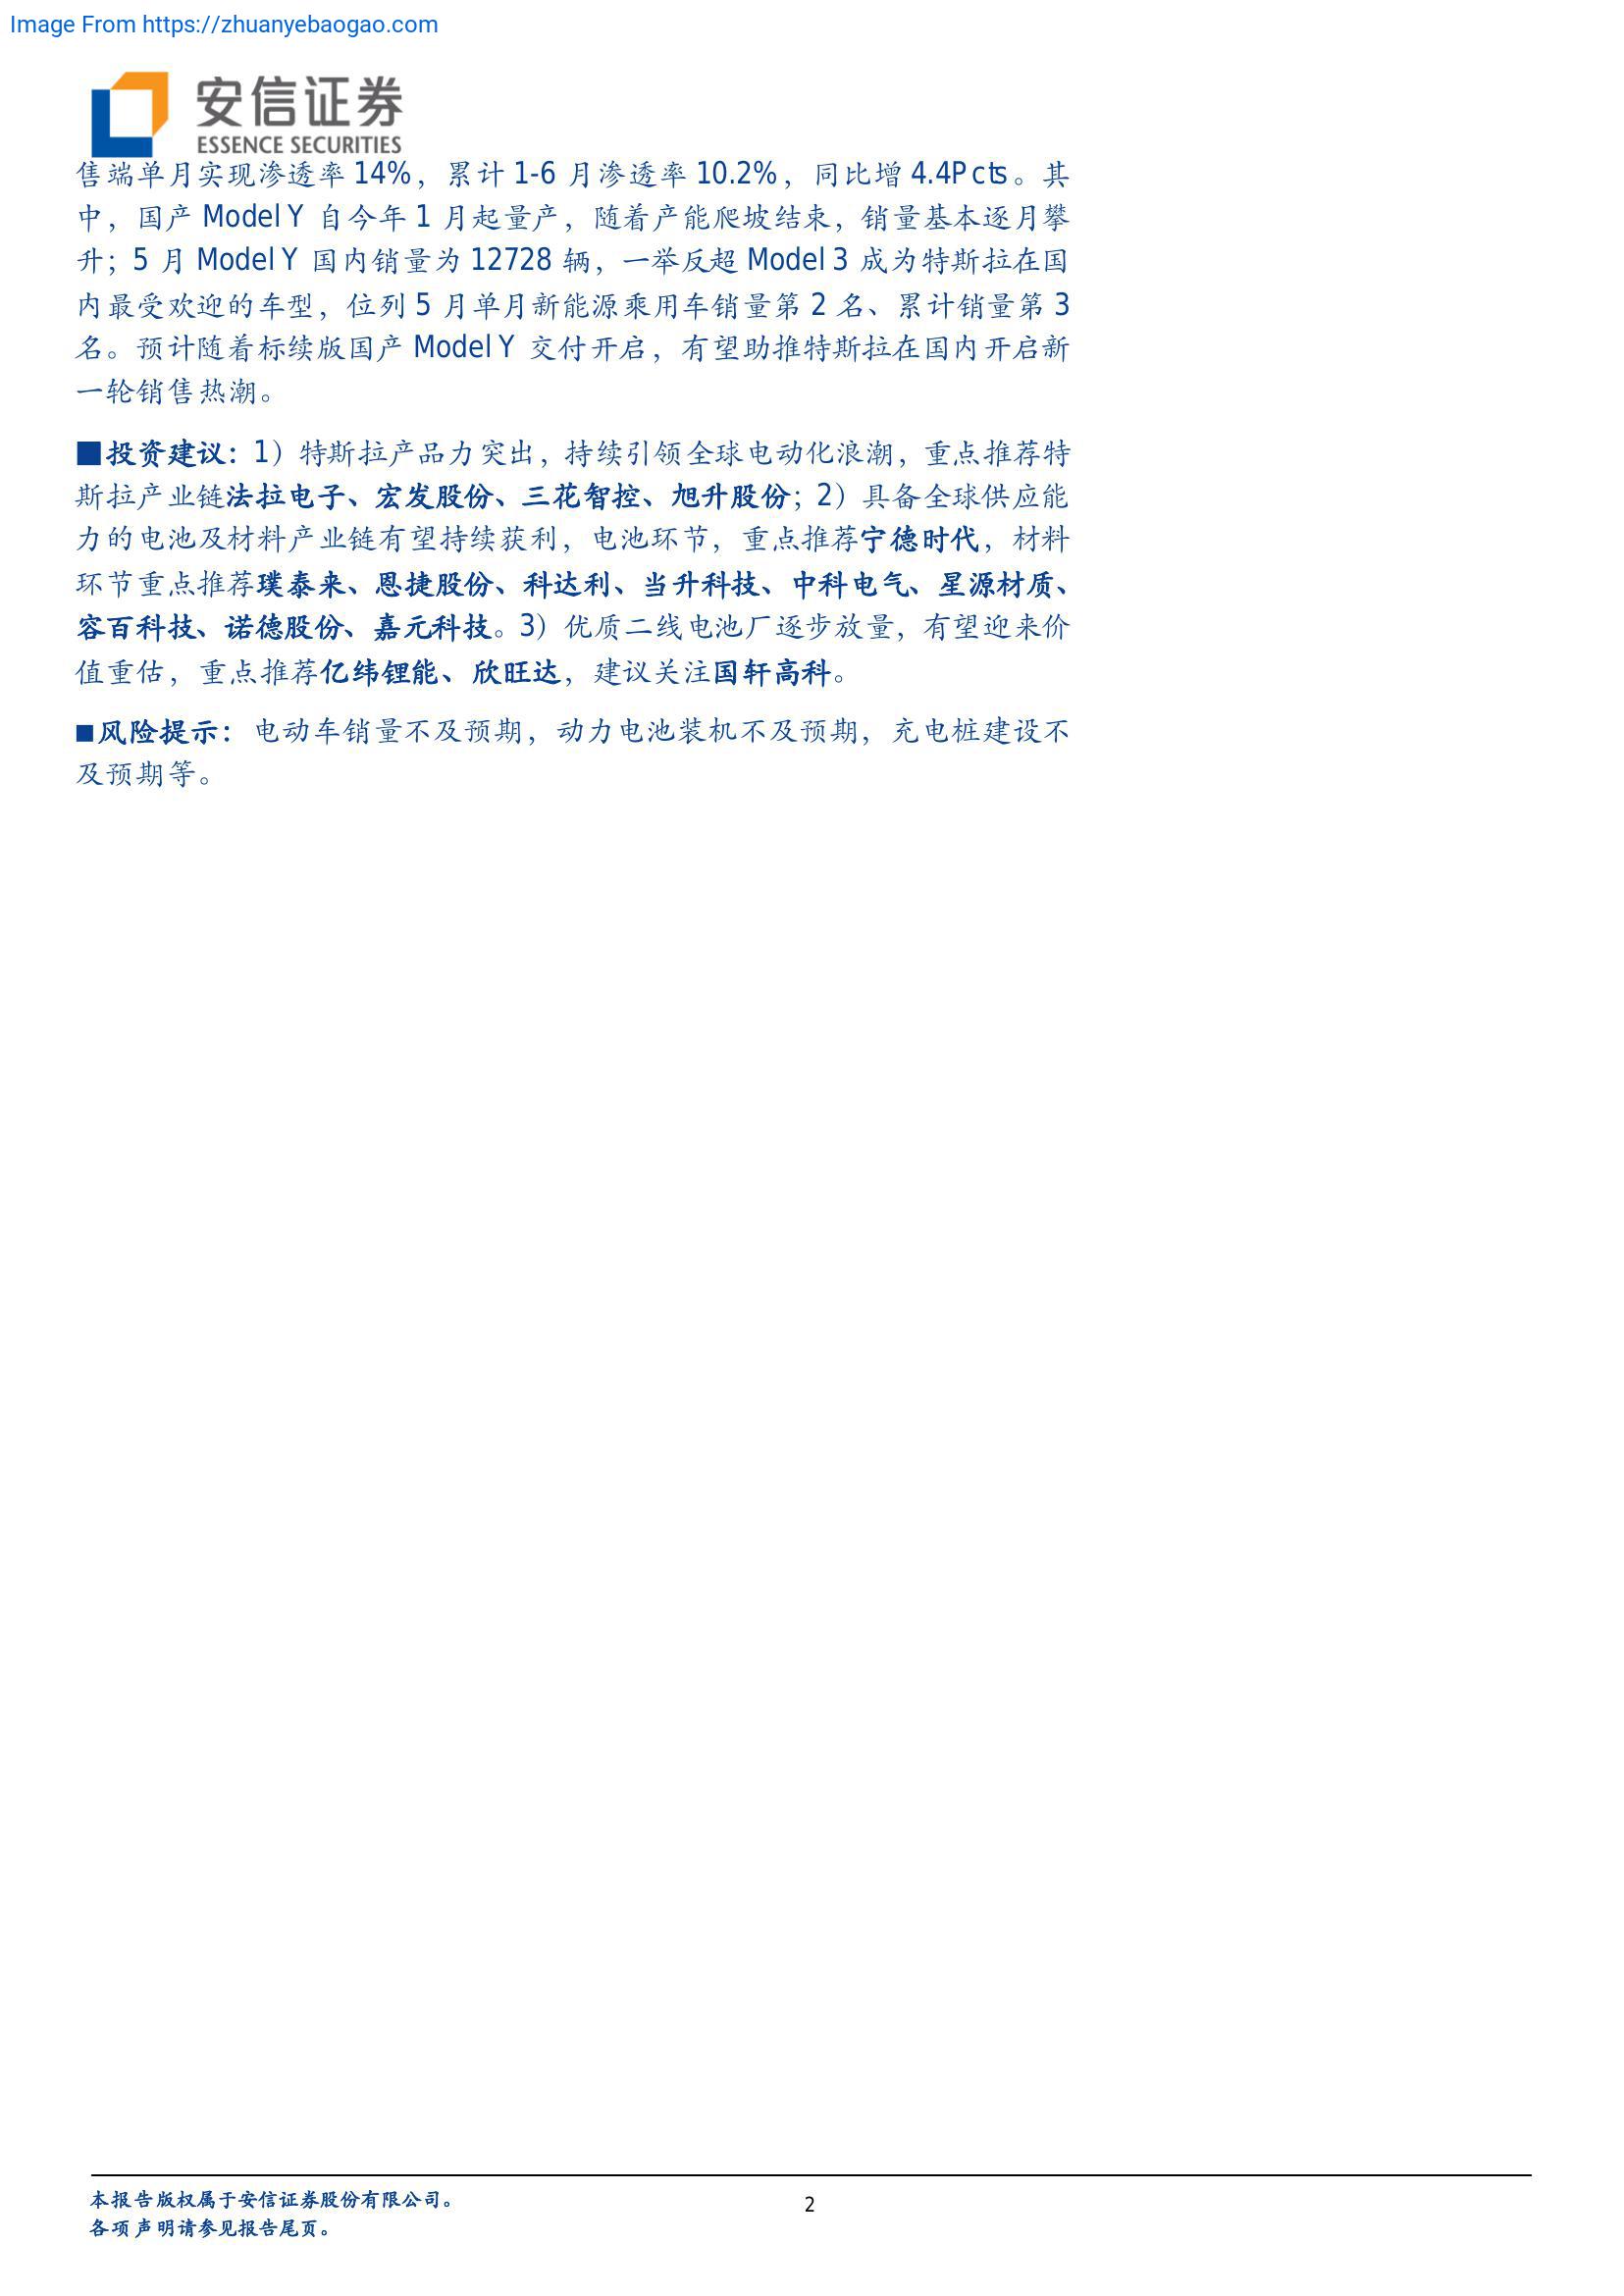 Image From https://zhuanyebaogao.com
安信证券
ESSENCE SECURITIES
售端单月实现渗透率 14%，累计 1-6 月渗透率 10.2%，同比增 4.4Pcts。其
中，国产 Model Y 自今年 1 月起量产，随着产能爬坡结束，销量基本逐月攀
升；5 月 Model Y 国内销量为 12728 辆，一举反超 Model 3 成为特斯拉在国
内最受欢迎的车型，位列 5 月单月新能源乘用车销量第 2 名、累计销量第 3
名。预计随着标续版国产 Model Y 交付开启，有望助推特斯拉在国内开启新
一轮销售热潮。
■投资建议：1）特斯拉产品力突出，持续引领全球电动化浪潮，重点推荐特
斯拉产业链法拉电子、宏发股份、三花智控、旭升股份；2）具备全球供应能
力的电池及材料产业链有望持续获利，电池环节，重点推荐宁德时代，材料
环节重点推荐璞泰来、恩捷股份、科达利、当升科技、中科电气、星源材质、
容百科技、诺德股份、嘉元科技。3）优质二线电池厂逐步放量，有望迎来价
值重估，重点推荐亿纬锂能、欣旺达，建议关注国轩高科。
■风险提示：电动车销量不及预期，动力电池装机不及预期，充电桩建设不
及预期等。
本报告版权属于安信证券股份有限公司。
2
各项声明请参见报告尾页。